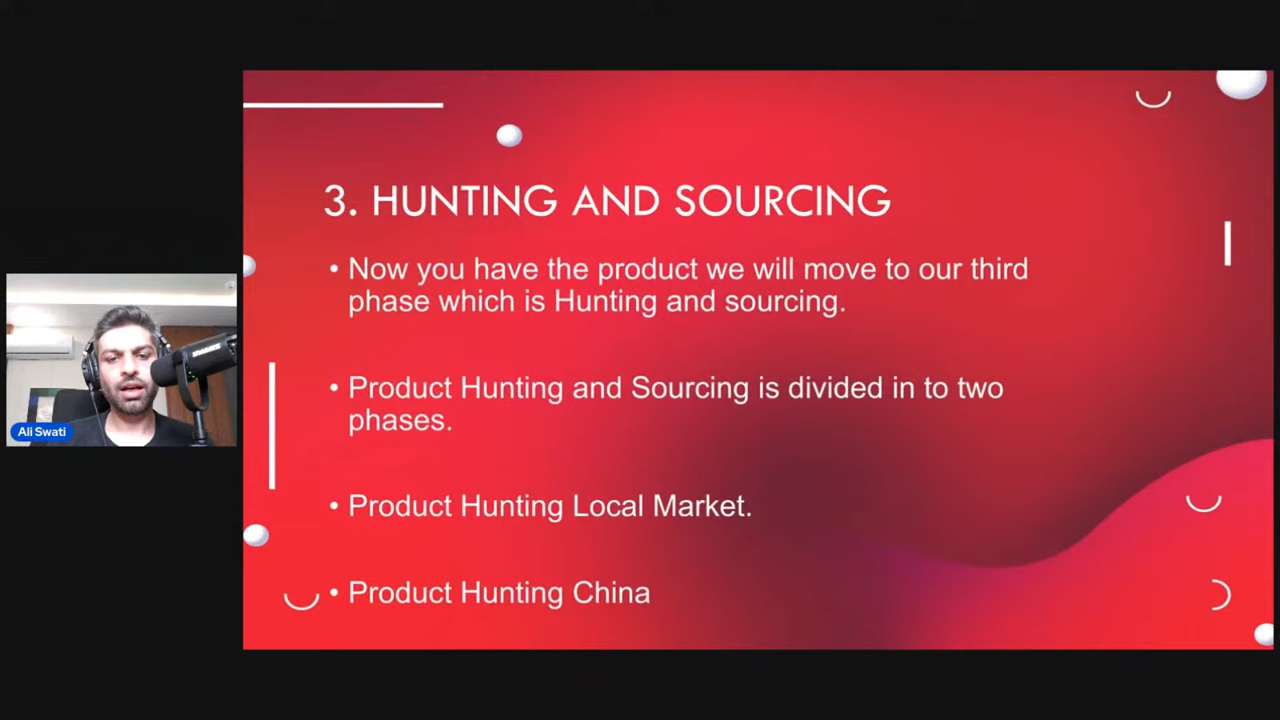 3. HUNTING AND SOURCING
• Now you have the product we will move to our third
phase which is Hunting and sourcing.
• Product Hunting and Sourcing is divided in to two
phases.
• Product Hunting Local Market.
• Product Hunting China
Ali Swati